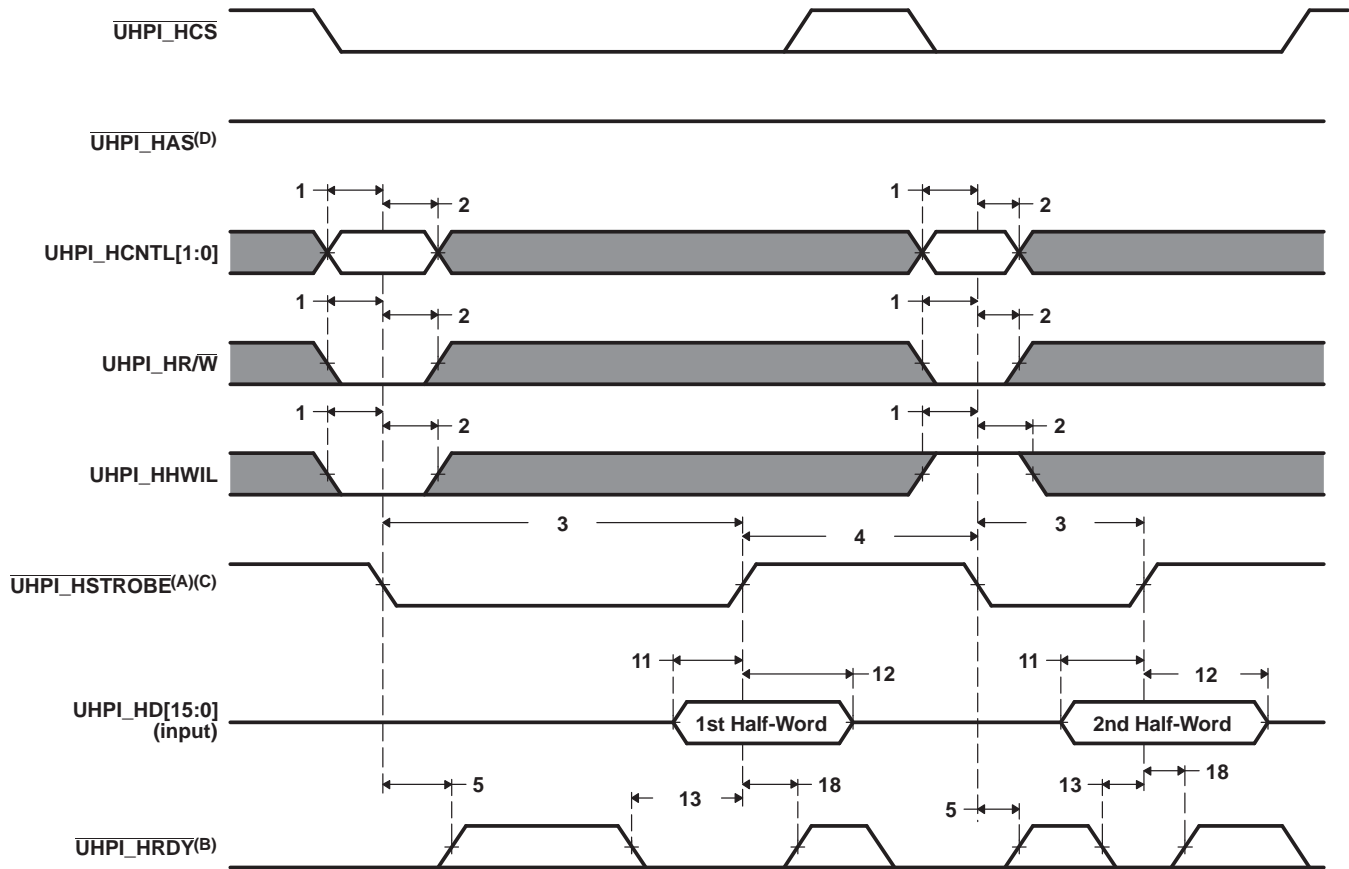 UHPI_HCS
UHPI_HAS(D)
1
2
1
2
UHPI_HCNTL[1:0]
1
2
1
2
UHPI_HR/W
1
2
1
2
UHPI_HHWIL
3
4
3
UHPI_HSTROBE(A)(C)
11
12
11
12
UHPI_HD[15:0]
(input)
1st Half-Word
2nd Half-Word
5
13
18
5
13
18
UHPI_HRDY(B)